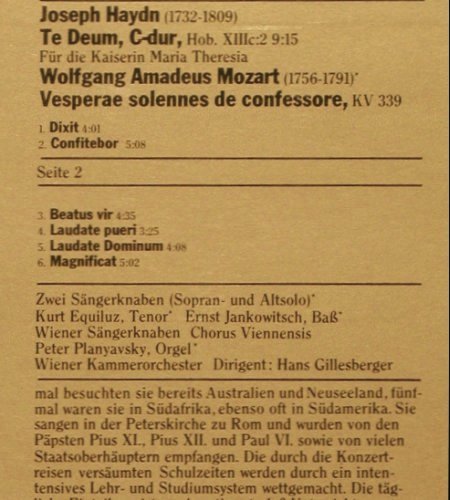 Joseph Haydn (1732-1809)
Te Deum, C-dur, Hob. XIIIc:2 9:15
Für die Kaiserin Maria Theresia
Wolfgang Amadeus Mozart (1756-1791)*
Vesperae solennes de confessore, KV 339
1. Dixit 4:01
2. Confitebor 5:08
Seite 2
3. Beatus vir 4:35
4. Laudate pueri 3:25
5. Laudate Dominum 4:08
6. Magnificat 5:02
Zwei Sängerknaben (Sopran- und Altsolo)*
Kurt Equiluz, Tenor* Ernst Jankowitsch, Baß*
Wiener Sängerknaben Chorus Viennensis
Peter Planyavsky, Orgel*
Wiener Kammerorchester Dirigent: Hans Gillesberger
mal besuchten sie bereits Australien und Neuseeland, fünf-
mal waren sie in Südafrika, ebenso oft in Südamerika. Sie
sangen in der Peterskirche zu Rom und wurden von den
Päpsten Pius XI., Pius XII. und Paul VI. sowie von vielen
Staatsoberhäuptern empfangen. Die durch die Konzert-
reisen versäumten Schulzeiten werden durch ein inten-
tensives Lehr- und Studiumsystem wettgemacht. Die täg-